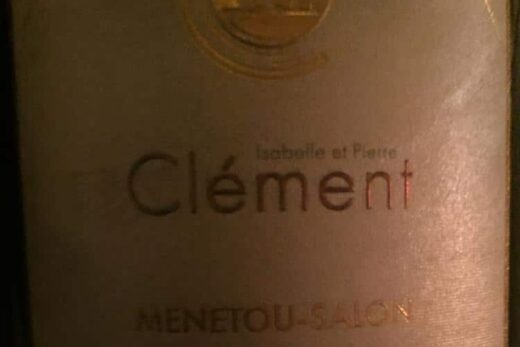 Isabelle et Pierre
Clément
MENETOU-SALON